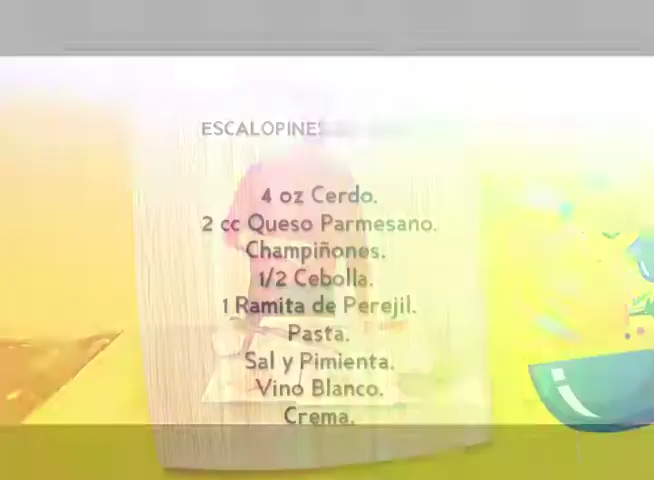 ESCALOPINES
4 oz Cerdo.
2 cc Queso Parmesano.
Champiñones.
1/2 Cebolla.
1 Ramita de Perejil.
Pasta.
Sal y Pimienta.
Vino Blanco.
Crema.